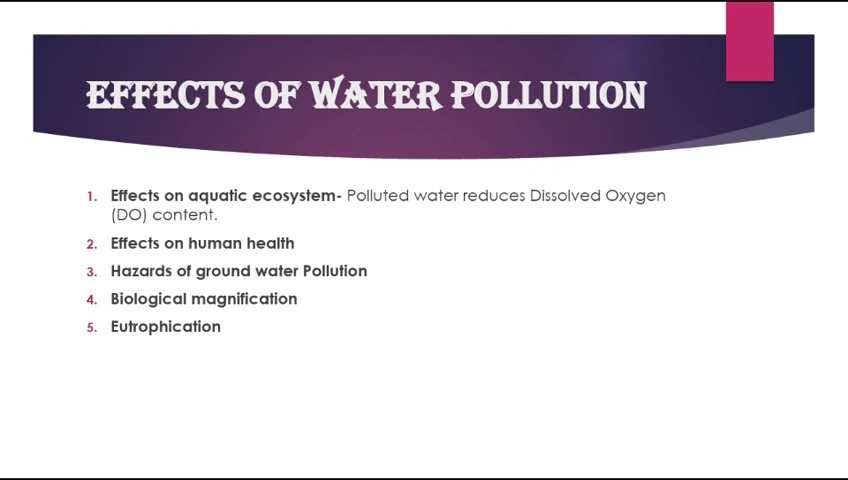 EFFECTS OF WATER POLLUTION
1. Effects on aquatic ecosystem- Polluted water reduces Dissolved Oxygen
(DO) content.
2. Effects on human health
3. Hazards of ground water Pollution
4. Biological magnification
5. Eutrophication